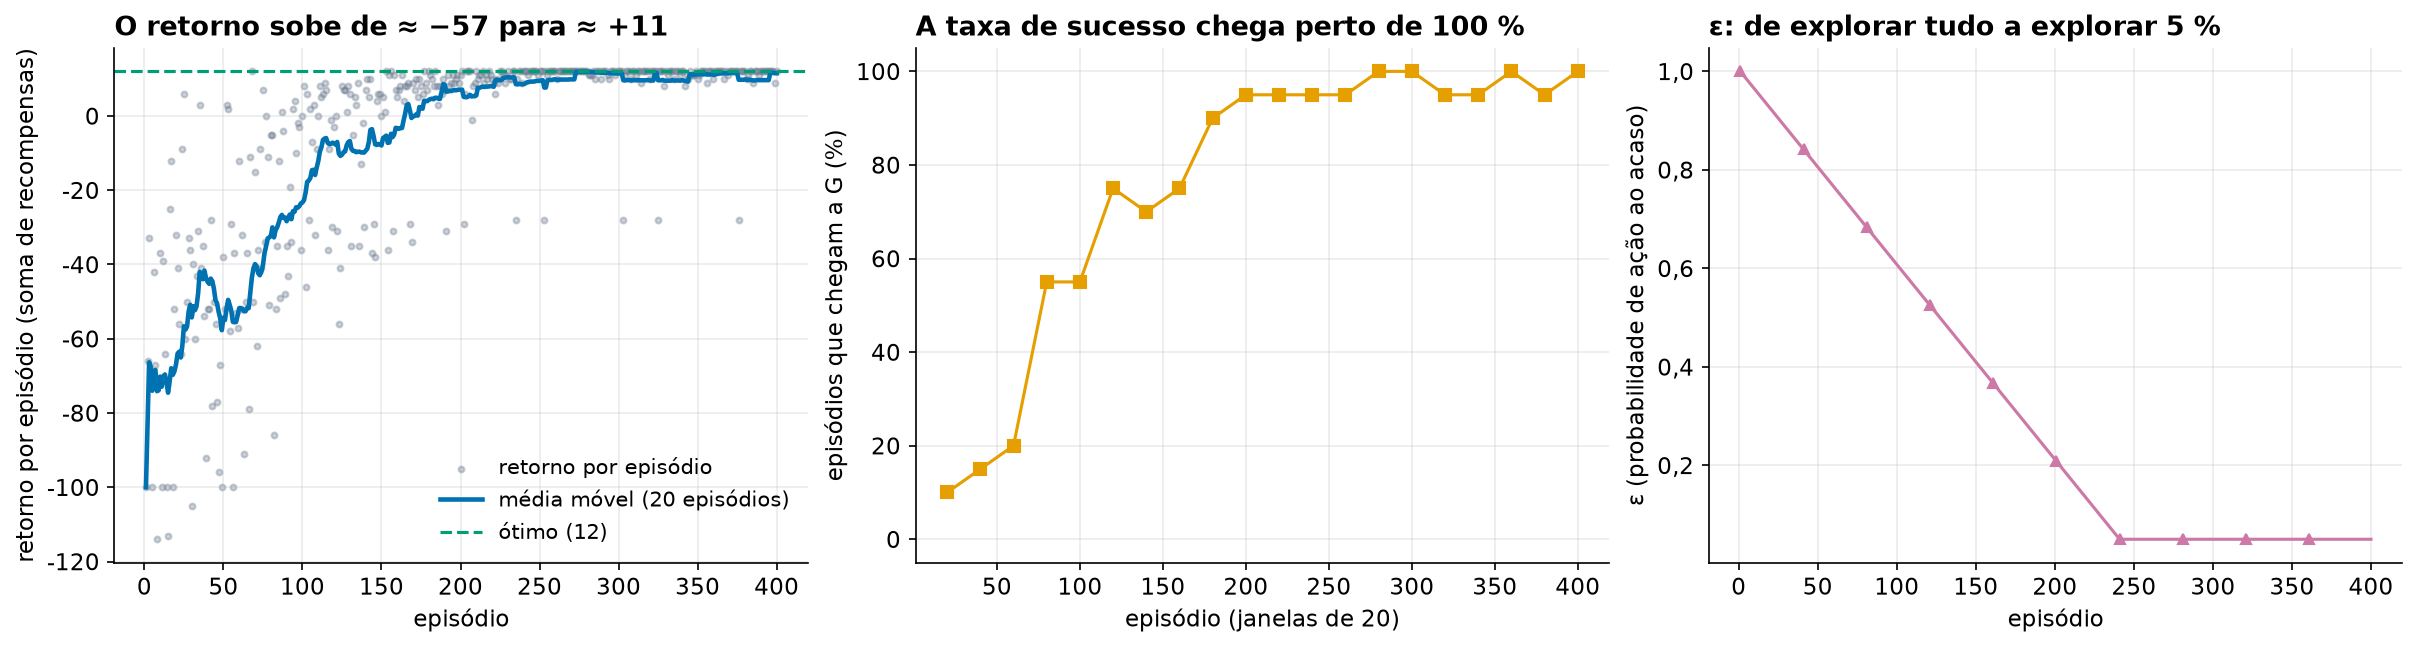 O retorno sobe de ≈ −57 para ≈ +11
retorno por episódio (soma de recompensas)
0
-20
-40
-60
-80
-100
-120
retorno por episódio
média móvel (20 episódios)
ótimo (12)
0 50 100 150 200 250 300 350 400
episódio
A taxa de sucesso chega perto de 100 %
episódios que chegam a G (%)
100
80
60
40
20
0
50 100 150 200 250 300 350 400
episódio (janelas de 20)
ε: de explorar tudo a explorar 5 %
ε (probabilidade de ação ao acaso)
1,0
0,8
0,6
0,4
0,2
0 50 100 150 200 250 300 350 400
episódio